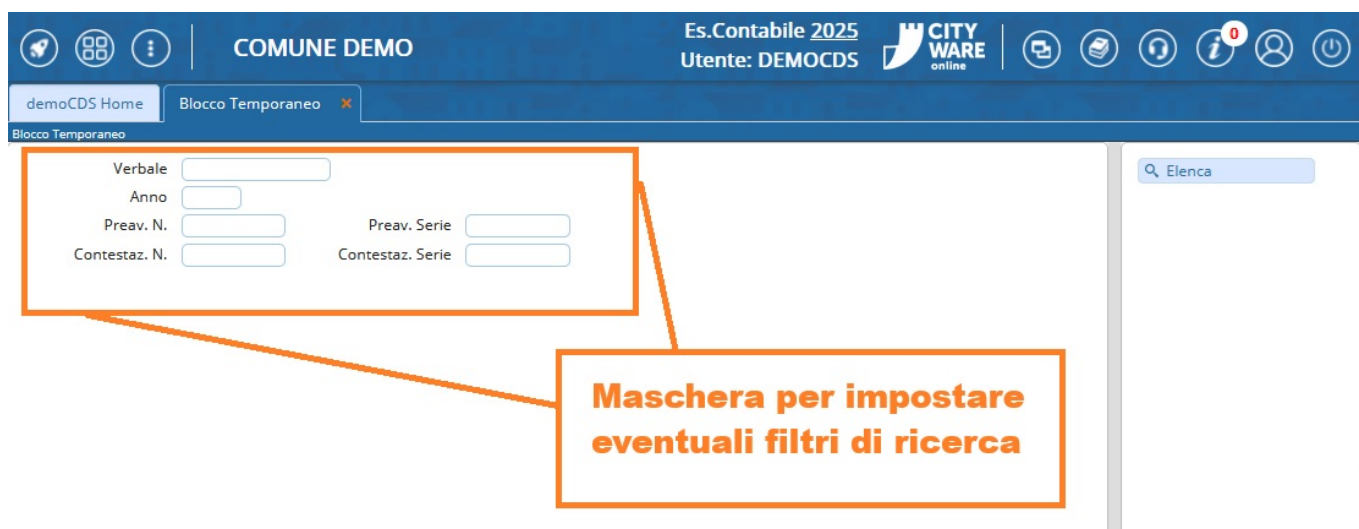 COMUNE DEMO
Es.Contabile 2025
Utente: DEMOCDS
CITY
WARE
online
0
demoCDS Home
Blocco Temporaneo
Blocco Temporaneo
Verbale
Elenca
Anno
Preav. N. Preav. Serie
Contestaz. N. Contestaz. Serie
Maschera per impostare
eventuali filtri di ricerca